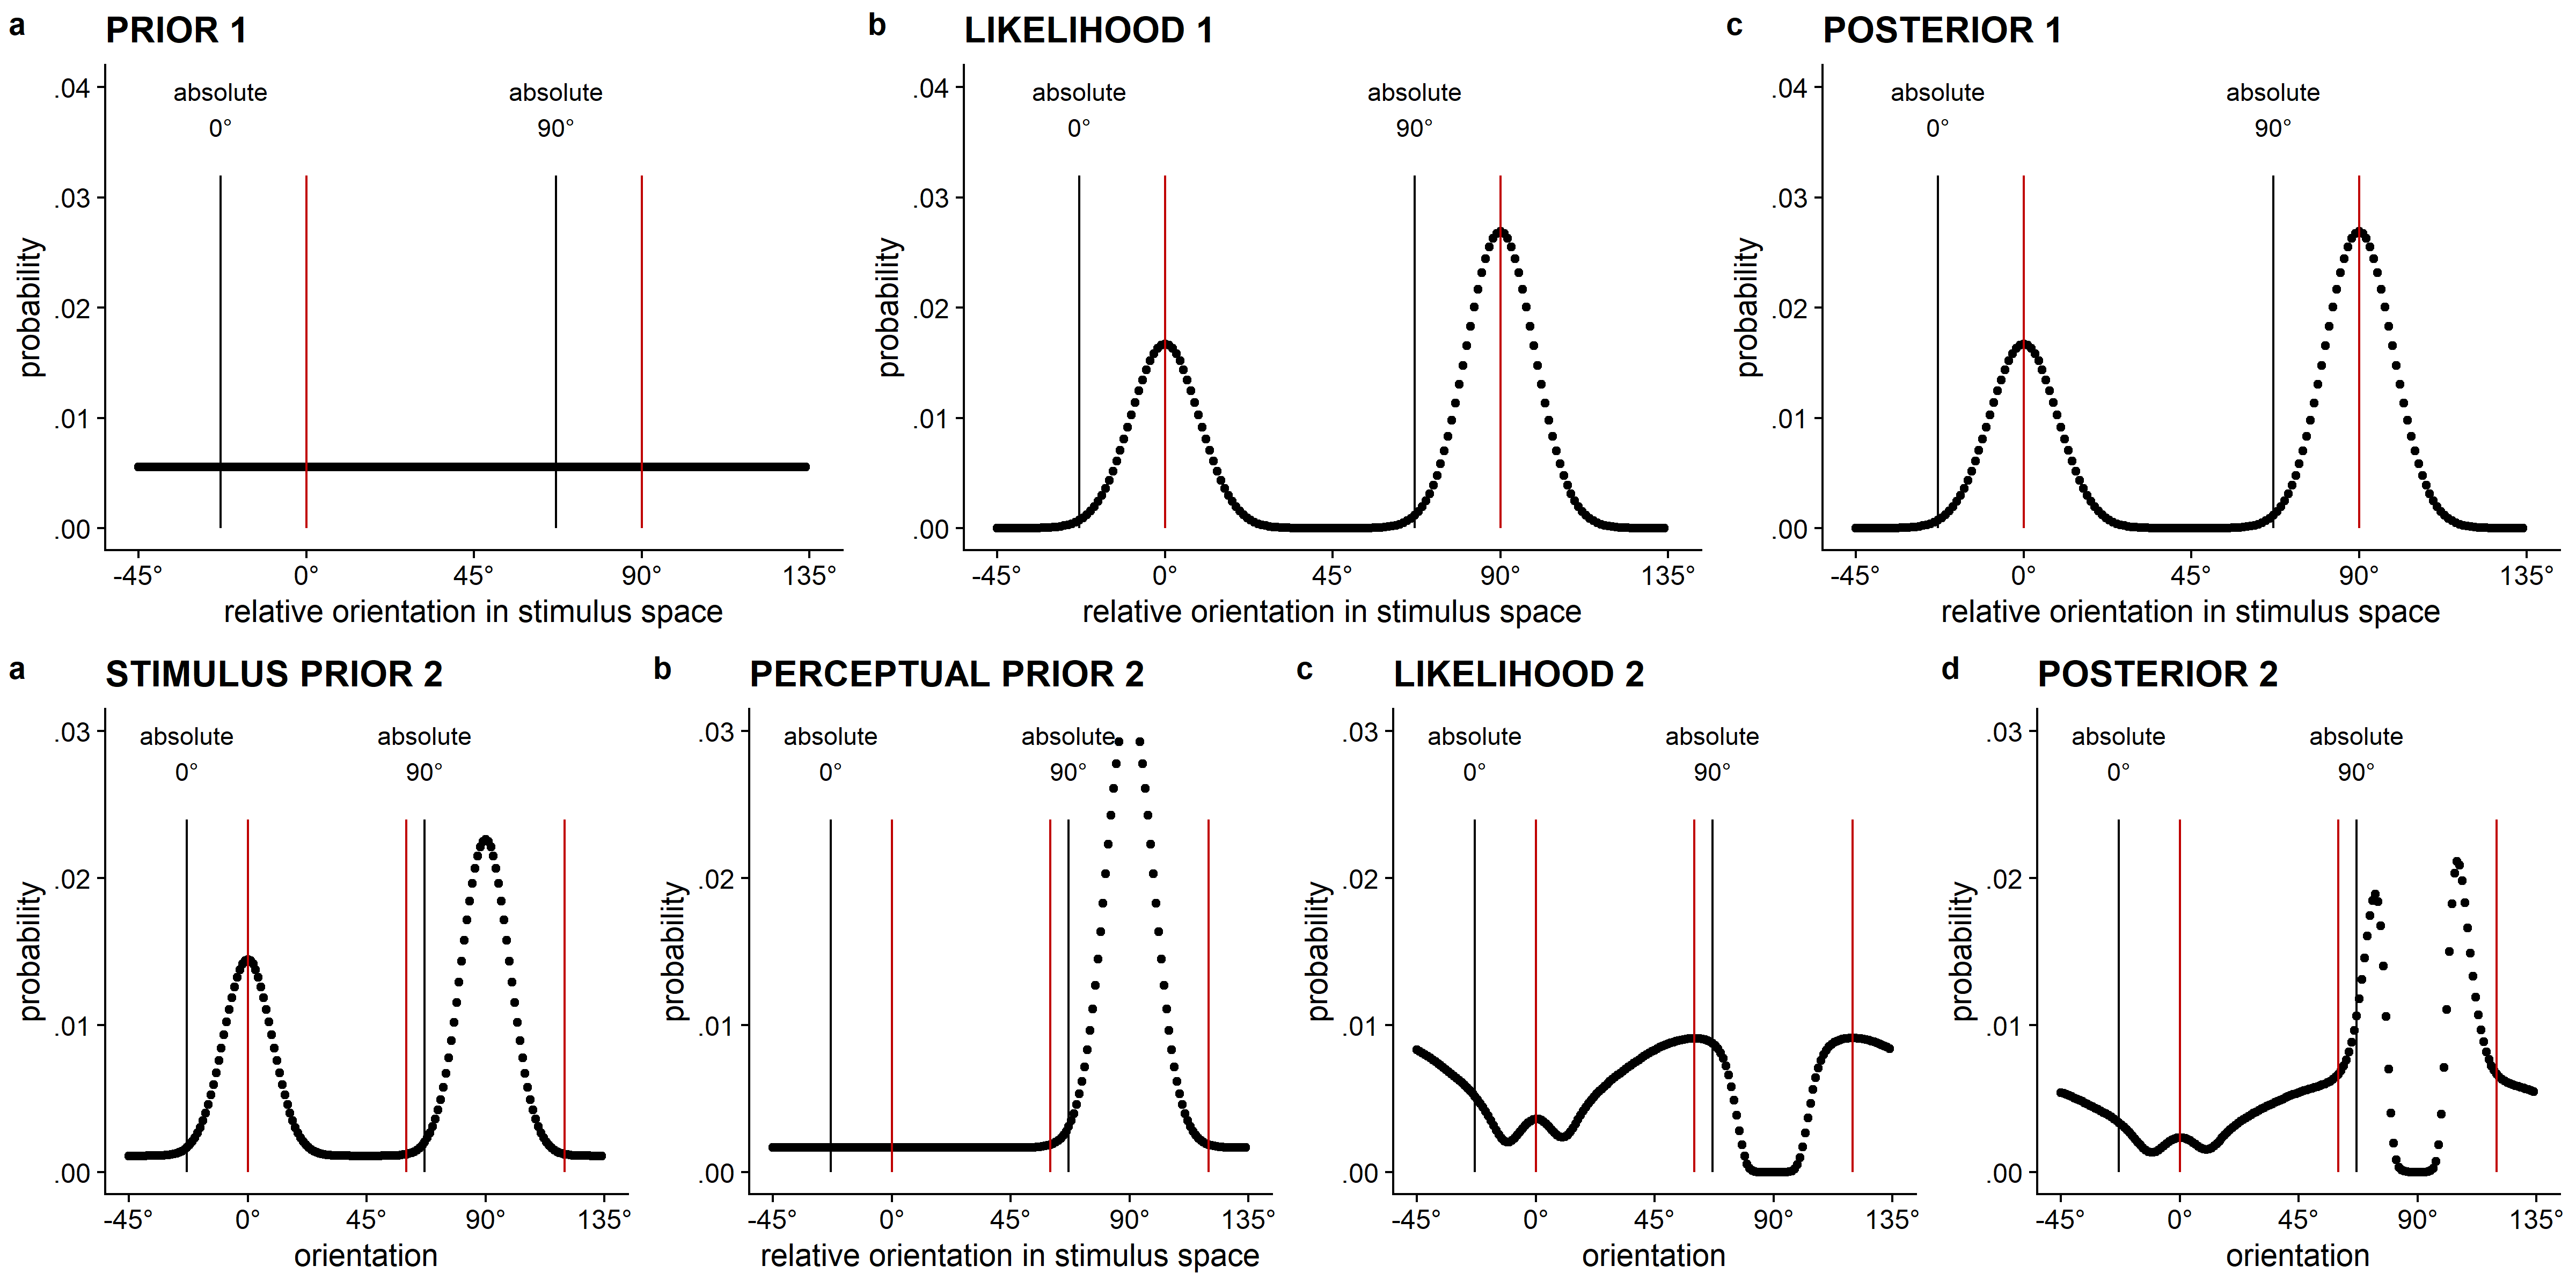 a PRIOR 1
absolute absolute
0° 90°
.04
.03
.02
.01
.00
probability
-45° 0° 45° 90° 135°
relative orientation in stimulus space
b LIKELIHOOD 1
absolute absolute
0° 90°
.04
.03
.02
.01
.00
probability
-45° 0° 45° 90° 135°
relative orientation in stimulus space
c POSTERIOR 1
absolute absolute
0° 90°
.04
.03
.02
.01
.00
probability
-45° 0° 45° 90° 135°
relative orientation in stimulus space
a STIMULUS PRIOR 2
absolute absolute
0° 90°
.03
.02
.01
.00
probability
-45° 0° 45° 90° 135°
orientation
b PERCEPTUAL PRIOR 2
absolute absolute
0° 90°
.03
.02
.01
.00
probability
-45° 0° 45° 90° 135°
relative orientation in stimulus space
c LIKELIHOOD 2
absolute absolute
0° 90°
.03
.02
.01
.00
probability
-45° 0° 45° 90° 135°
orientation
d POSTERIOR 2
absolute absolute
0° 90°
.03
.02
.01
.00
probability
-45° 0° 45° 90° 135°
orientation